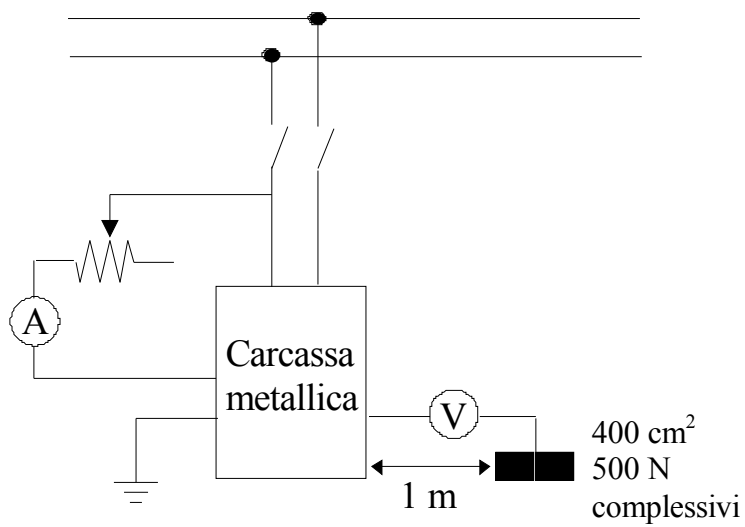 A
Carcassa
metallica
V
1 m
400 cm²
500 N
complessivi